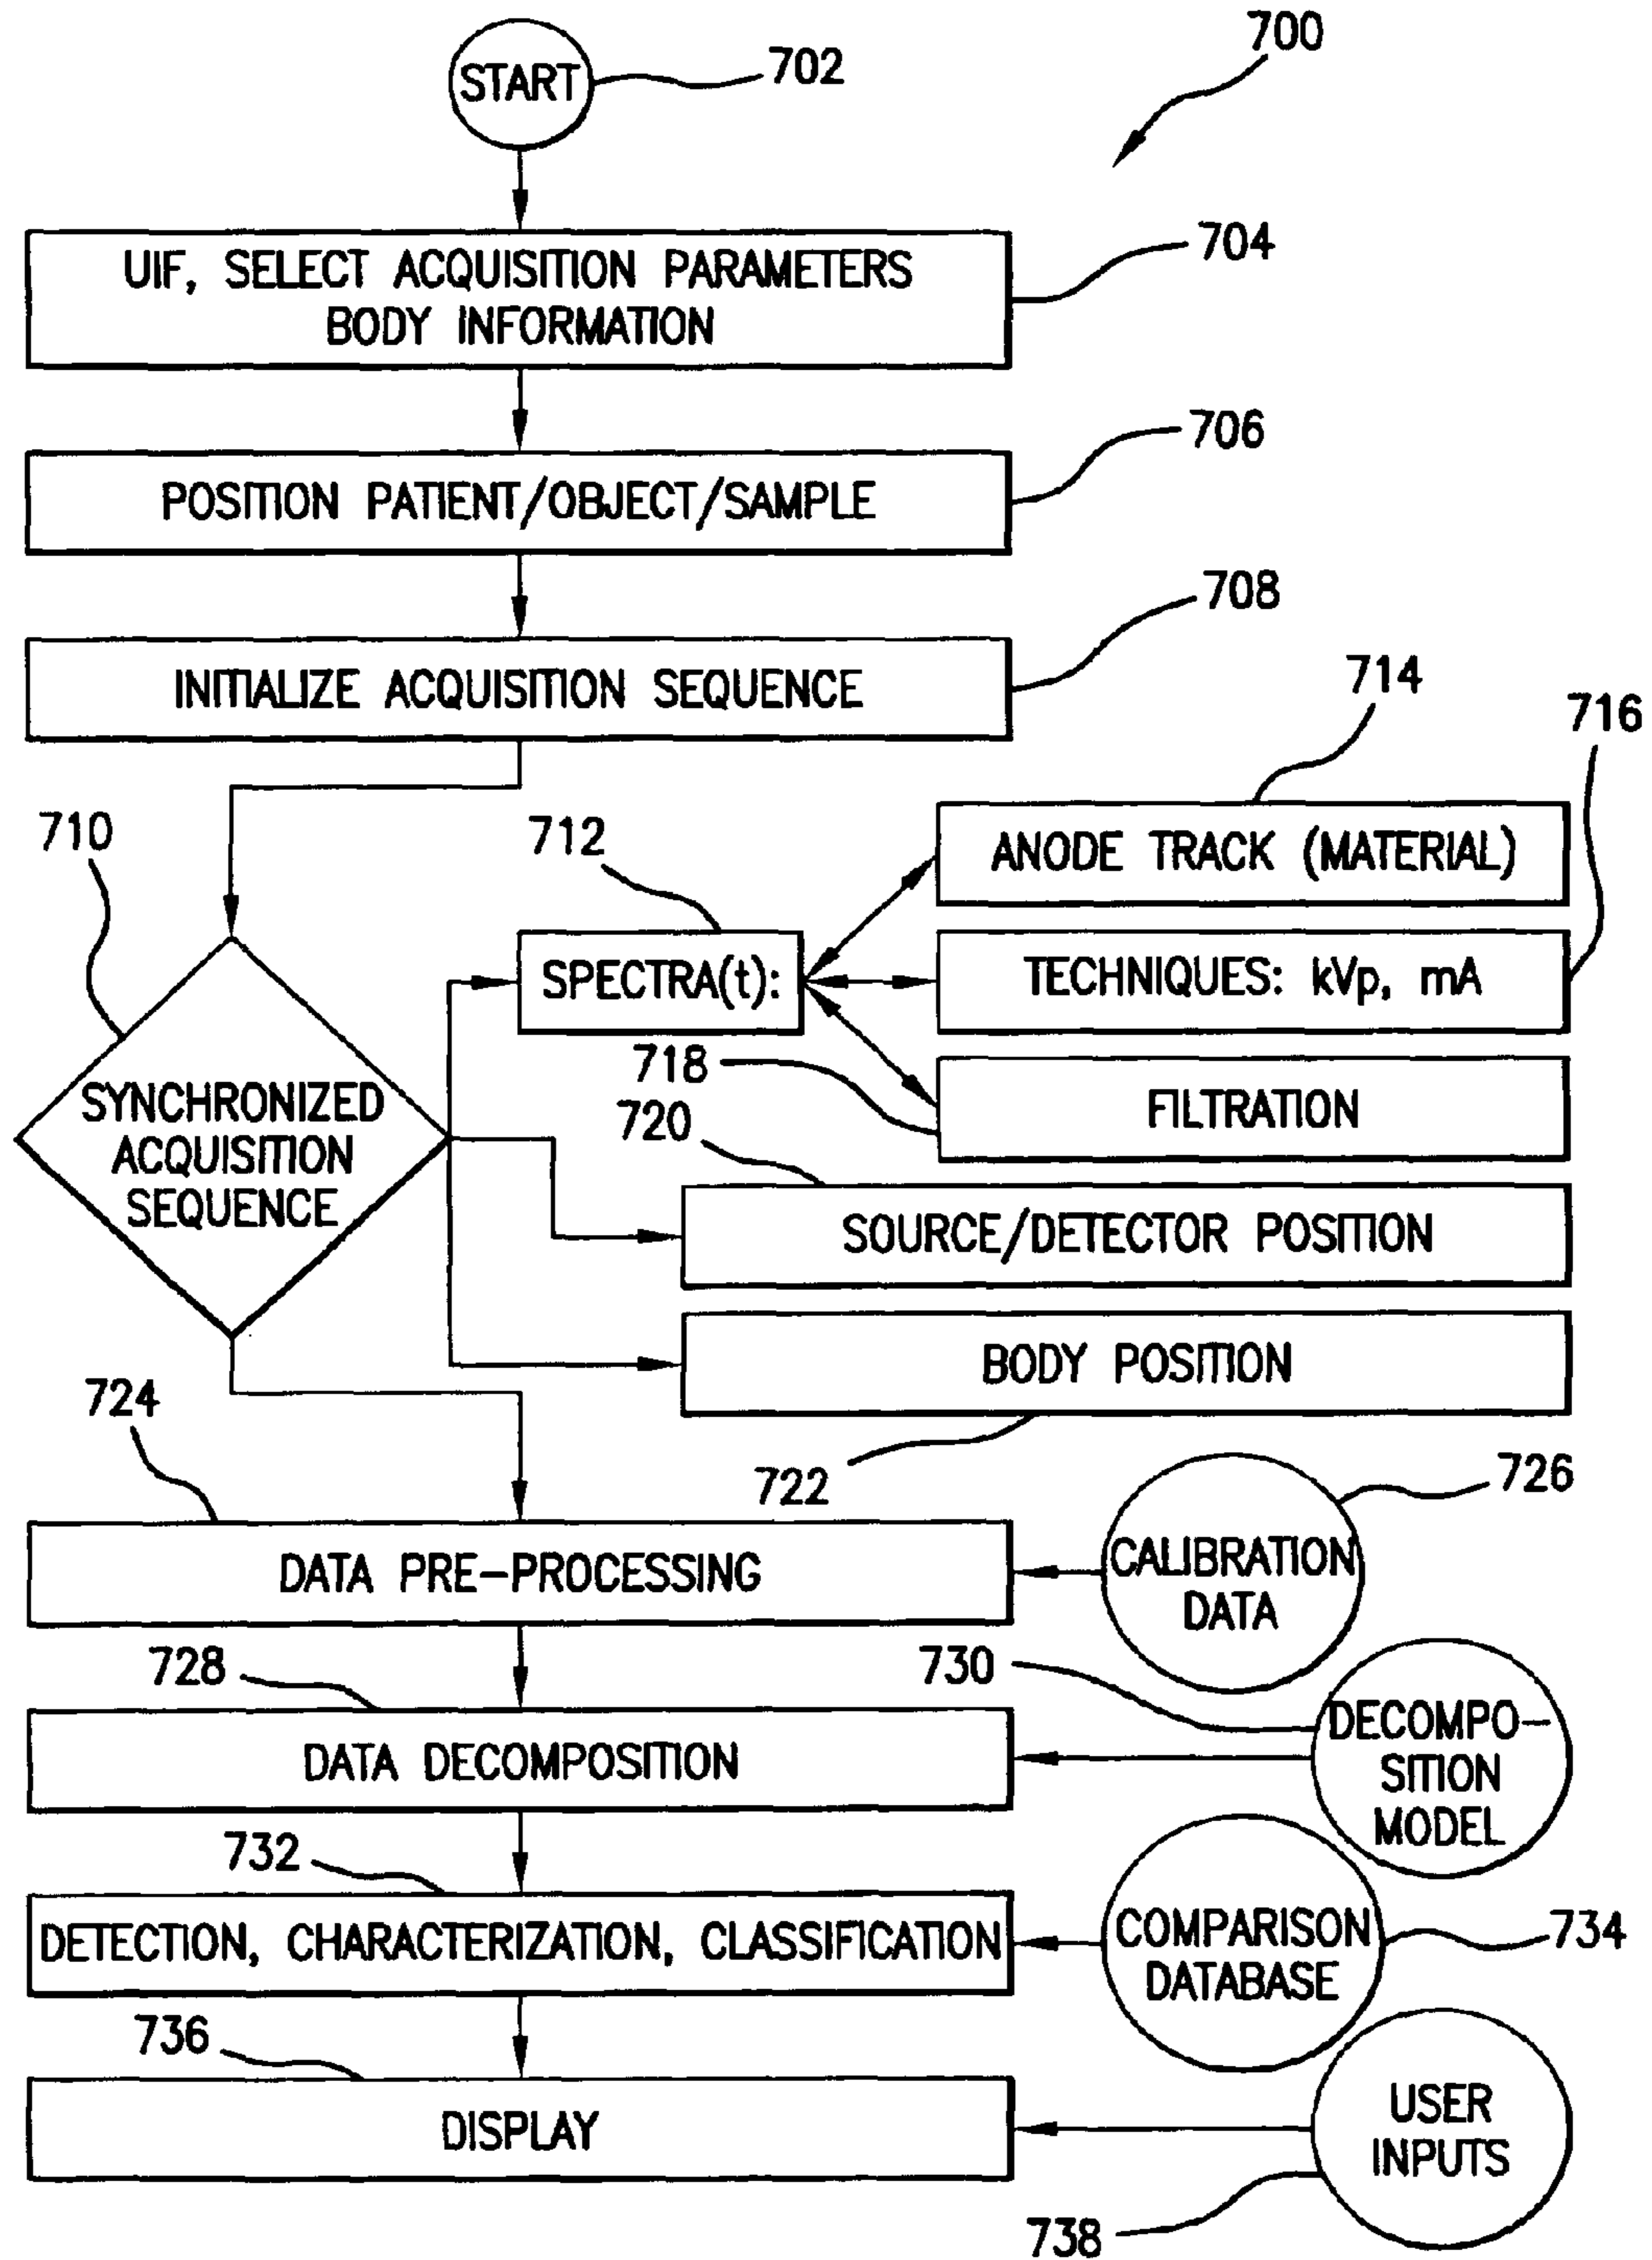 700
START
702
UIF, SELECT ACQUISITION PARAMETERS
BODY INFORMATION
704
POSITION PATIENT/OBJECT/SAMPLE
706
INITIALIZE ACQUISITION SEQUENCE
708
710
SYNCHRONIZED
ACQUISITION
SEQUENCE
712
SPECTRA(t):
714
ANODE TRACK (MATERIAL)
716
TECHNIQUES: kVp, mA
718
FILTRATION
720
SOURCE/DETECTOR POSITION
BODY POSITION
722
724
DATA PRE-PROCESSING
726
CALIBRATION
DATA
728
DATA DECOMPOSITION
730
DECOMPO-
SITION
MODEL
732
DETECTION, CHARACTERIZATION, CLASSIFICATION
COMPARISON
DATABASE
734
736
DISPLAY
USER
INPUTS
738